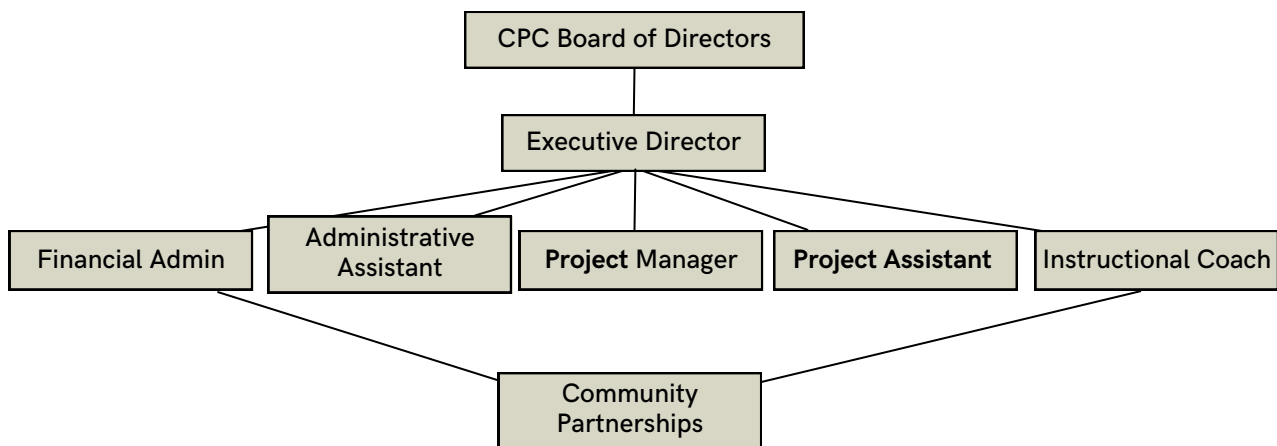 CPC Board of Directors
Executive Director
Financial Admin
Administrative
Assistant
Project Manager
Project Assistant
Instructional Coach
Community
Partnerships